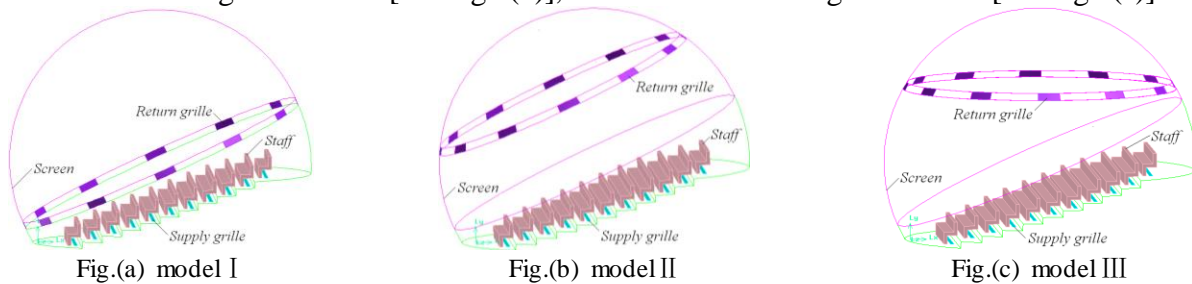 Return grille
Staff
Screen
Supply grille
Fig.(a) model Ⅰ
Return grille
Staff
Screen
Supply grille
Fig.(b) model Ⅱ
Return grille
Staff
Screen
Supply grille
Fig.(c) model Ⅲ